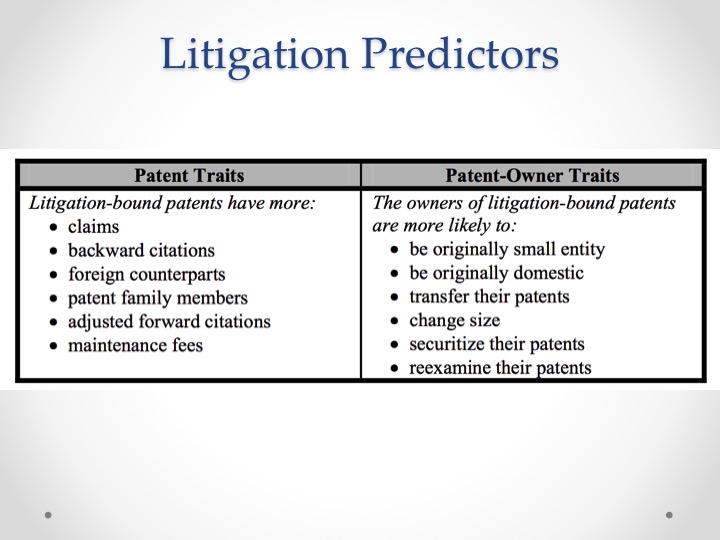 Litigation Predictors
Patent Traits
Litigation-bound patents have more:
• claims
• backward citations
• foreign counterparts
• patent family members
• adjusted forward citations
• maintenance fees
Patent-Owner Traits
The owners of litigation-bound patents
are more likely to:
• be originally small entity
• be originally domestic
• transfer their patents
• change size
• securitize their patents
• reexamine their patents